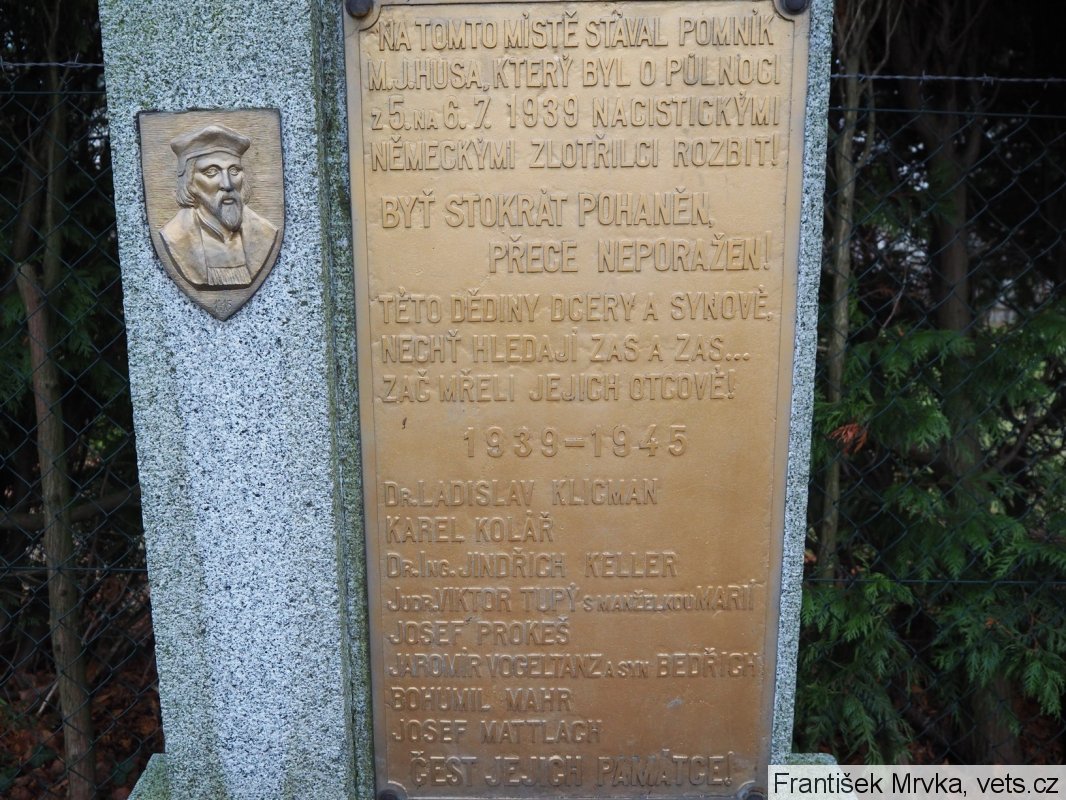 NA TOMTO MÍSTĚ STÁVAL POMNÍK
M.J.HUSA, KTERÝ BYL O PŮLNOCI
z 5. NA 6.7. 1939 NACISTICKÝMI
NĚMECKÝMI ZLOTŘILCI ROZBIT!
BYŤ STOKRÁT POHANĚN,
PŘECE NEPORAŽEN!
TÉTO DĚDINY DCERY A SYNOVÉ,
NECHŤ HLEDAJÍ ZAS A ZAS...
ZAČ MŘELI JEJICH OTCOVÉ!
1939-1945
DR. LADISLAV KLICMAN
KAREL KOLÁŘ
DR. ING. JINDŘICH KELLER
JUDR. VIKTOR TUPÝ S MANŽELKOU MARIÍ
JOSEF PROKEŠ
JAROMÍR VOGELTANZ A SYN BEDŘICH
BOHUMIL MAHR
JOSEF MATTLACH
ČEST JEJICH PAMÁTCE!
František Mrvka, vets.cz